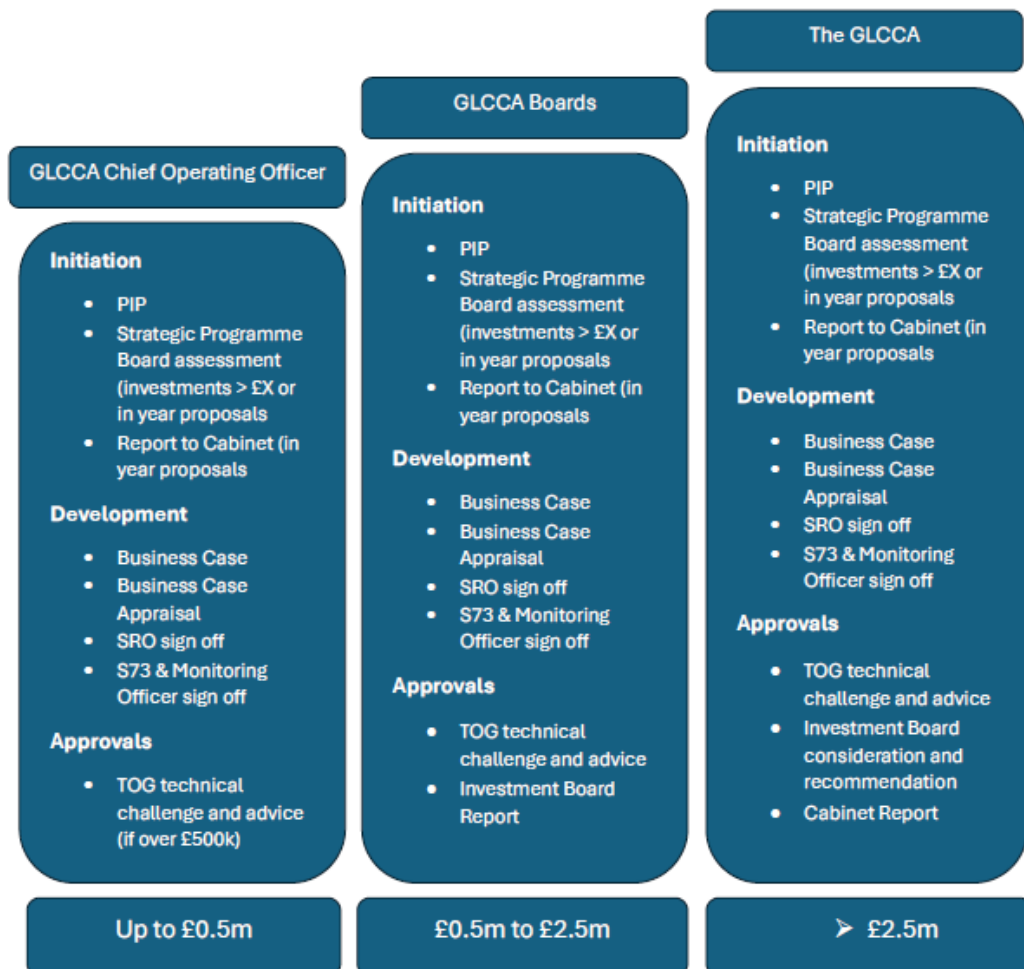 GLCCA Chief Operating Officer
Initiation
• PIP
• Strategic Programme
Board assessment
(investments > £X or
in year proposals
• Report to Cabinet (in
year proposals
Development
• Business Case
• Business Case
Appraisal
• SRO sign off
• S73 & Monitoring
Officer sign off
Approvals
• TOG technical
challenge and advice
(if over £500k)
Up to £0.5m
GLCCA Boards
Initiation
• PIP
• Strategic Programme
Board assessment
(investments > £X or
in year proposals
• Report to Cabinet (in
year proposals
Development
• Business Case
• Business Case
Appraisal
• SRO sign off
• S73 & Monitoring
Officer sign off
Approvals
• TOG technical
challenge and advice
• Investment Board
Report
£0.5m to £2.5m
The GLCCA
Initiation
• PIP
• Strategic Programme
Board assessment
(investments > £X or
in year proposals
• Report to Cabinet (in
year proposals
Development
• Business Case
• Business Case
Appraisal
• SRO sign off
• S73 & Monitoring
Officer sign off
Approvals
• TOG technical
challenge and advice
• Investment Board
consideration and
recommendation
• Cabinet Report
➢ £2.5m